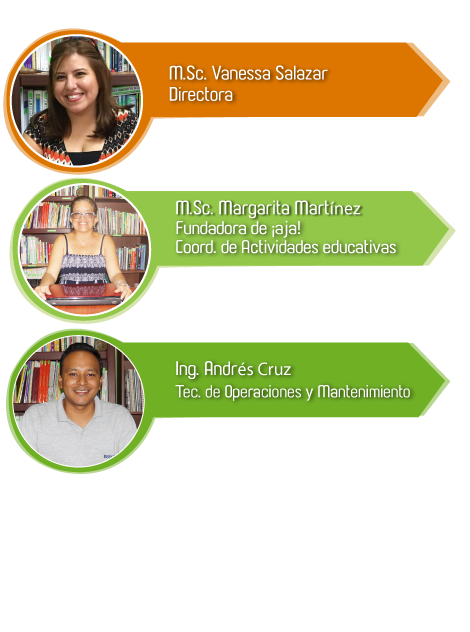 M.Sc. Vanessa Salazar
Directora
M.Sc. Margarita Martínez
Fundadora de ¡aja!
Coord. de Actividades educativas
Ing. Andrés Cruz
Tec. de Operaciones y Mantenimiento